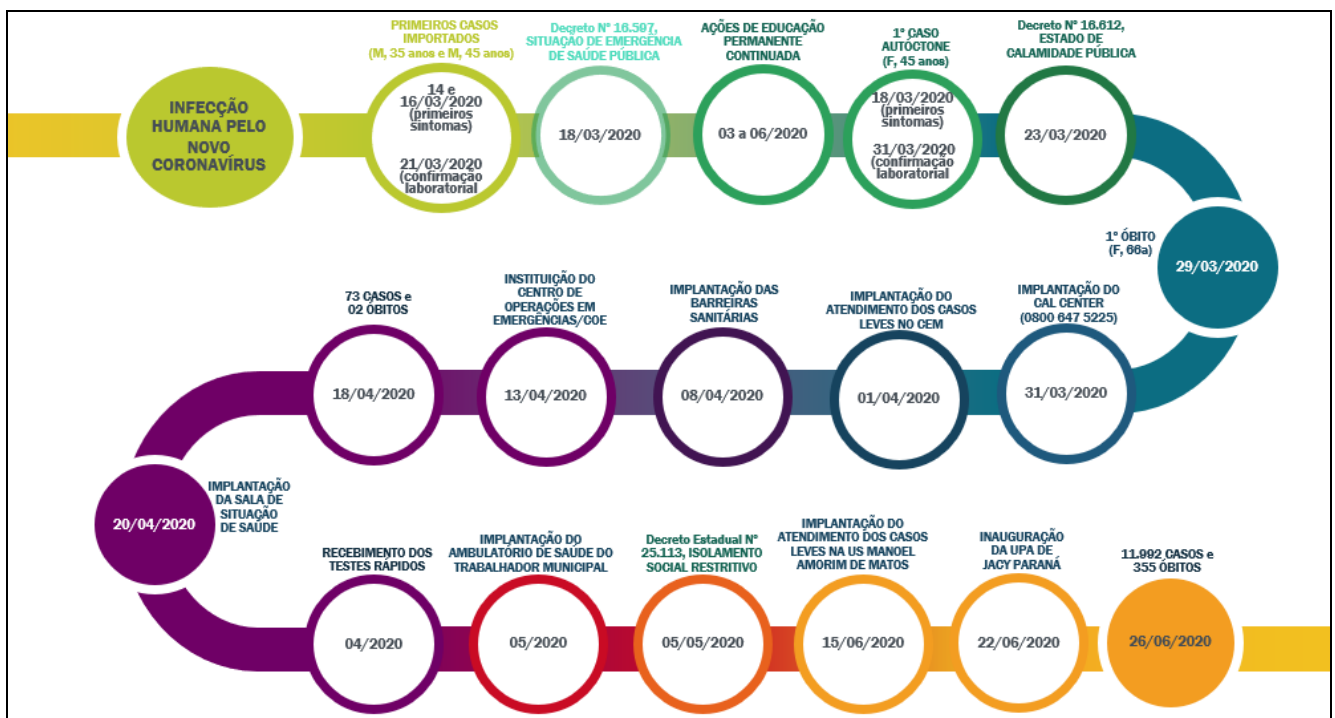 INFECÇÃO
HUMANA PELO
NOVO
CORONAVÍRUS
PRIMEIROS CASOS
IMPORTADOS
(M, 35 anos e M, 45 anos)
14 e
16/03/2020
(primeiros
sintomas)
21/03/2020
(confirmação
laboratorial
Decreto Nº 16.597,
SITUAÇÃO DE EMERGÊNCIA
DE SAÚDE PÚBLICA
18/03/2020
AÇÕES DE EDUCAÇÃO
PERMANENTE
CONTINUADA
03 a 06/2020
1º CASO
AUTÓCTONE
(F, 45 anos)
18/03/2020
(primeiros
sintomas)
31/03/2020
(confirmação
laboratorial
Decreto Nº 16.612,
ESTADO DE
CALAMIDADE PÚBLICA
23/03/2020
1º ÓBITO
(F, 66a)
29/03/2020
IMPLANTAÇÃO DO
CAL CENTER
(0800 647 5225)
31/03/2020
IMPLANTAÇÃO DO
ATENDIMENTO DOS CASOS
LEVES NO CEM
01/04/2020
IMPLANTAÇÃO DAS
BARREIRAS
SANITÁRIAS
08/04/2020
INSTITUIÇÃO DO
CENTRO DE
OPERAÇÕES EM
EMERGÊNCIAS/COE
13/04/2020
73 CASOS e
02 ÓBITOS
18/04/2020
20/04/2020
IMPLANTAÇÃO
DA SALA DE
SITUAÇÃO
DE SAÚDE
RECEBIMENTO DOS
TESTES RÁPIDOS
04/2020
IMPLANTAÇÃO DO
AMBULATÓRIO DE SAÚDE DO
TRABALHADOR MUNICIPAL
05/2020
Decreto Estadual Nº
25.113, ISOLAMENTO
SOCIAL RESTRITIVO
05/05/2020
IMPLANTAÇÃO DO
ATENDIMENTO DOS CASOS
LEVES NA US MANOEL
AMORIM DE MATOS
15/06/2020
INAUGURAÇÃO
DA UPA DE
JACY PARANÁ
22/06/2020
11.992 CASOS e
355 ÓBITOS
26/06/2020